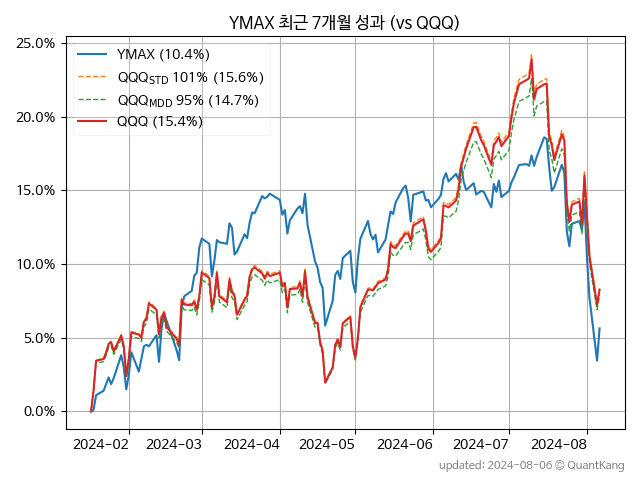 YMAX 최근 7개월 성과 (vs QQQ)
25.0%
20.0%
15.0%
10.0%
5.0%
0.0%
YMAX (10.4%)
QQQSTD 101% (15.6%)
QQQMDD 95% (14.7%)
QQQ (15.4%)
2024-02 2024-03 2024-04 2024-05 2024-06 2024-07 2024-08
updated: 2024-08-06 © QuantKang